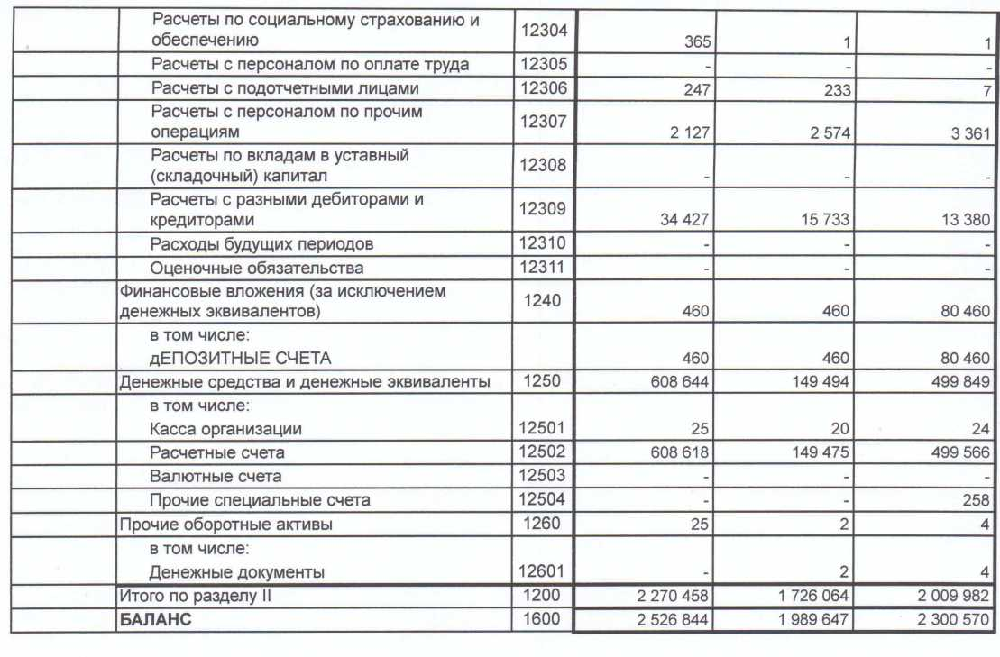 Расчеты по социальному страхованию и
обеспечению 12304 365 1 1
Расчеты с персоналом по оплате труда 12305 - - -
Расчеты с подотчетными лицами 12306 247 233 7
Расчеты с персоналом по прочим
операциям 12307 2 127 2 574 3 361
Расчеты по вкладам в уставный
(складочный) капитал 12308 - - -
Расчеты с разными дебиторами и
кредиторами 12309 34 427 15 733 13 380
Расходы будущих периодов 12310 - - -
Оценочные обязательства 12311 - - -
Финансовые вложения (за исключением
денежных эквивалентов) 1240 460 460 80 460
в том числе:
дЕПОЗИТНЫЕ СЧЕТА 460 460 80 460
Денежные средства и денежные эквиваленты 1250 608 644 149 494 499 849
в том числе:
Касса организации 12501 25 20 24
Расчетные счета 12502 608 618 149 475 499 566
Валютные счета 12503 - - -
Прочие специальные счета 12504 - - 258
Прочие оборотные активы 1260 25 2 4
в том числе:
Денежные документы 12601 - 2 4
Итого по разделу II 1200 2 270 458 1 726 064 2 009 982
БАЛАНС 1600 2 526 844 1 989 647 2 300 570